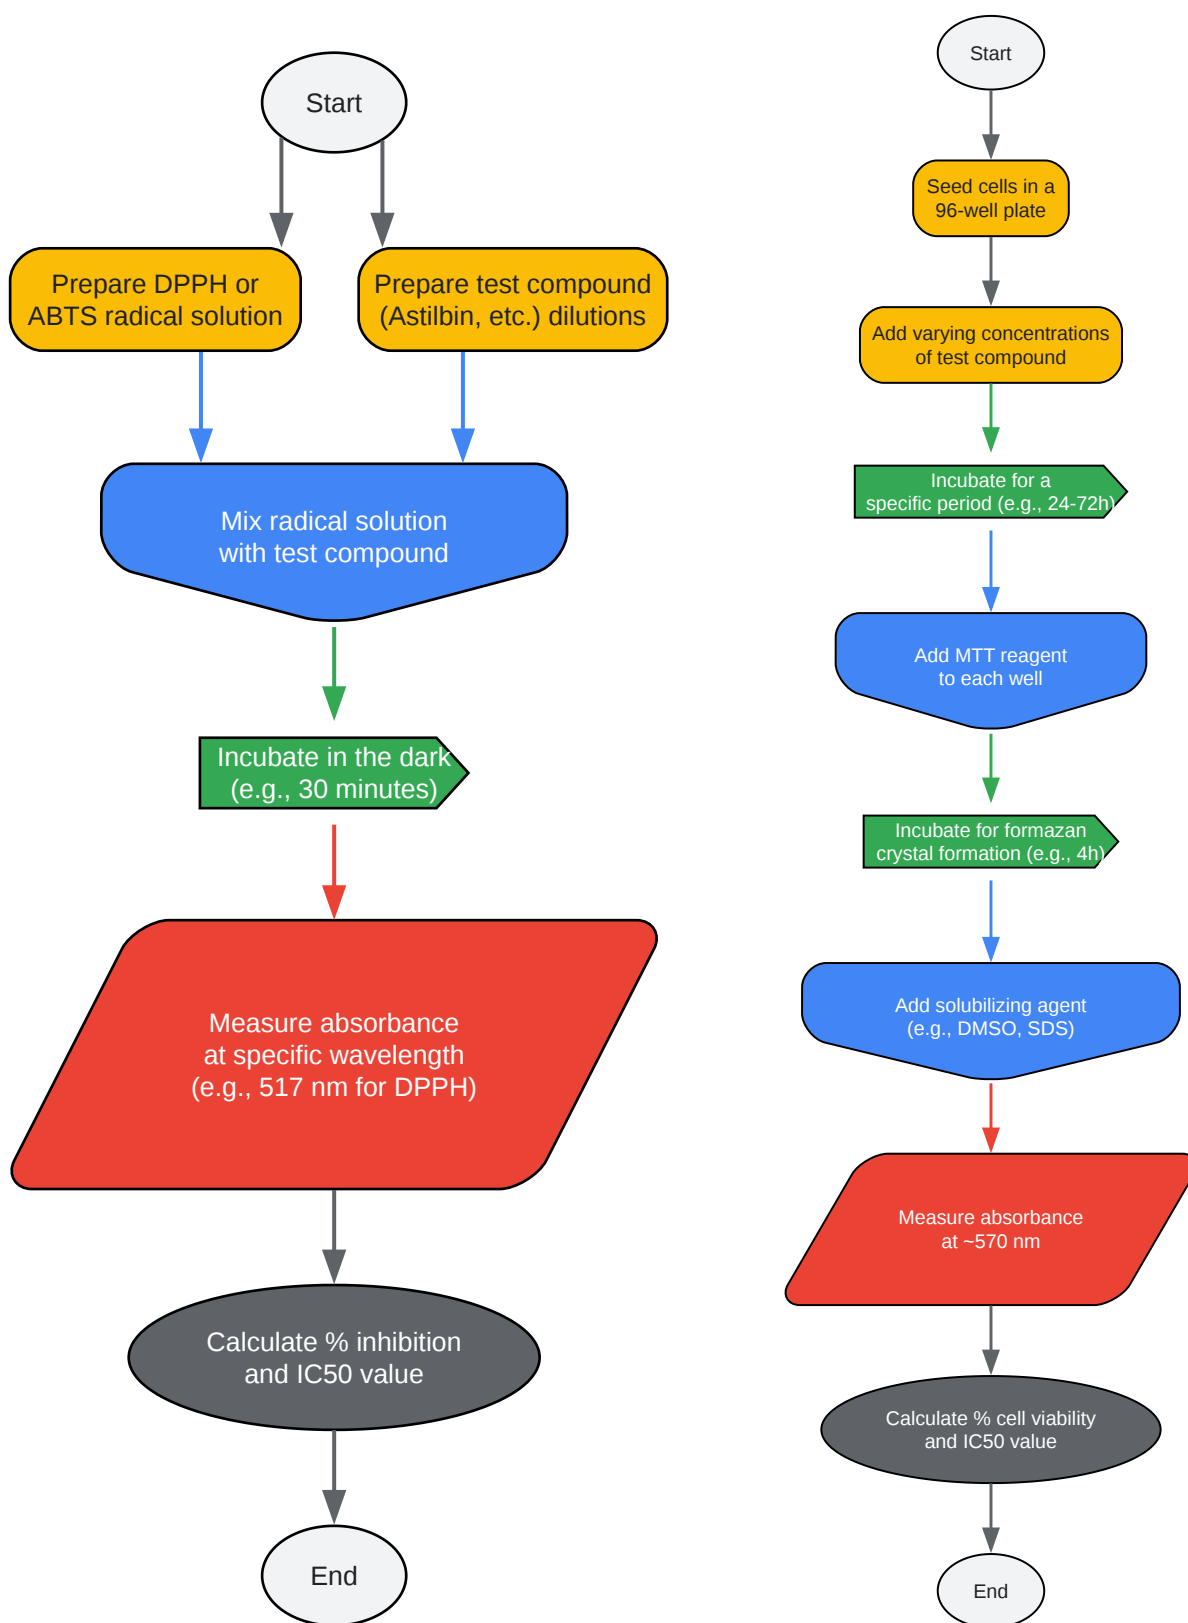 Start
Prepare DPPH or
ABTS radical solution
Prepare test compound
(Astilbin, etc.) dilutions
Mix radical solution
with test compound
Incubate in the dark
(e.g., 30 minutes)
Measure absorbance
at specific wavelength
(e.g., 517 nm for DPPH)
Calculate % inhibition
and IC50 value
End
Start
Seed cells in a
96-well plate
Add varying concentrations
of test compound
Incubate for a
specific period (e.g., 24-72h)
Add MTT reagent
to each well
Incubate for formazan
crystal formation (e.g., 4h)
Add solubilizing agent
(e.g., DMSO, SDS)
Measure absorbance
at ~570 nm
Calculate % cell viability
and IC50 value
End